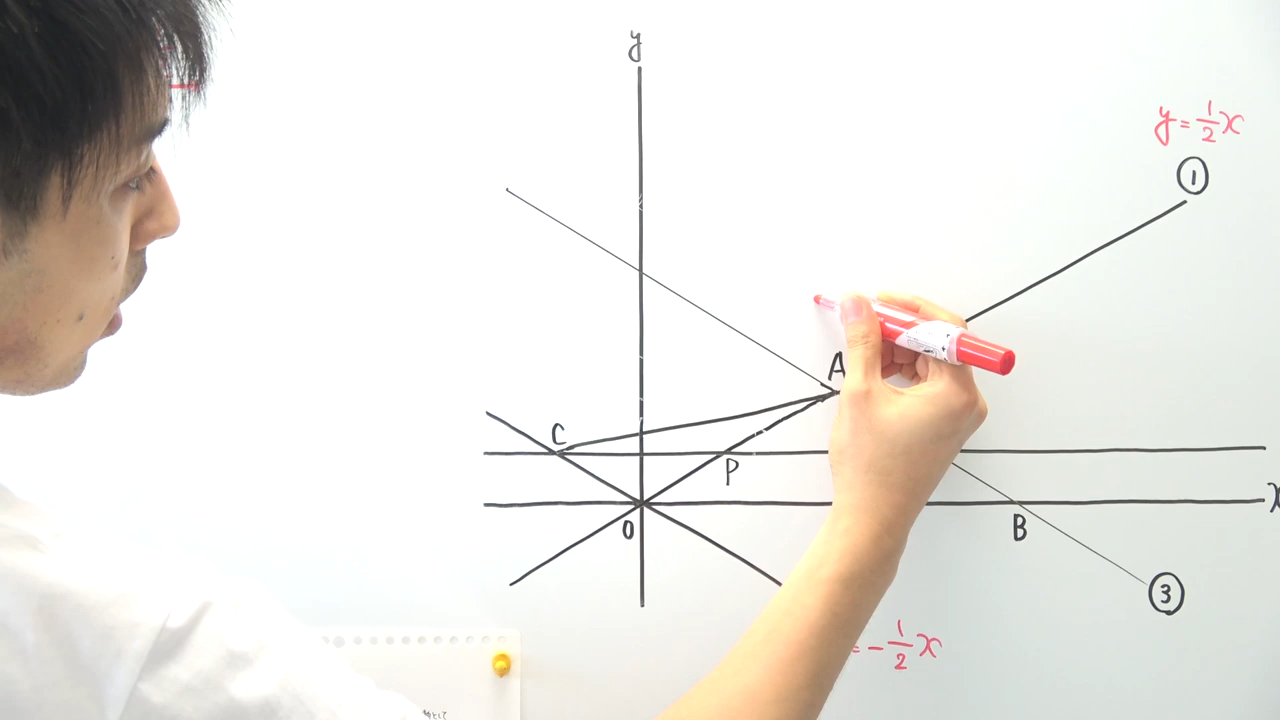 y
y = 1/2 x
①
A
C
P
x
O
B
③
= - 1/2 x